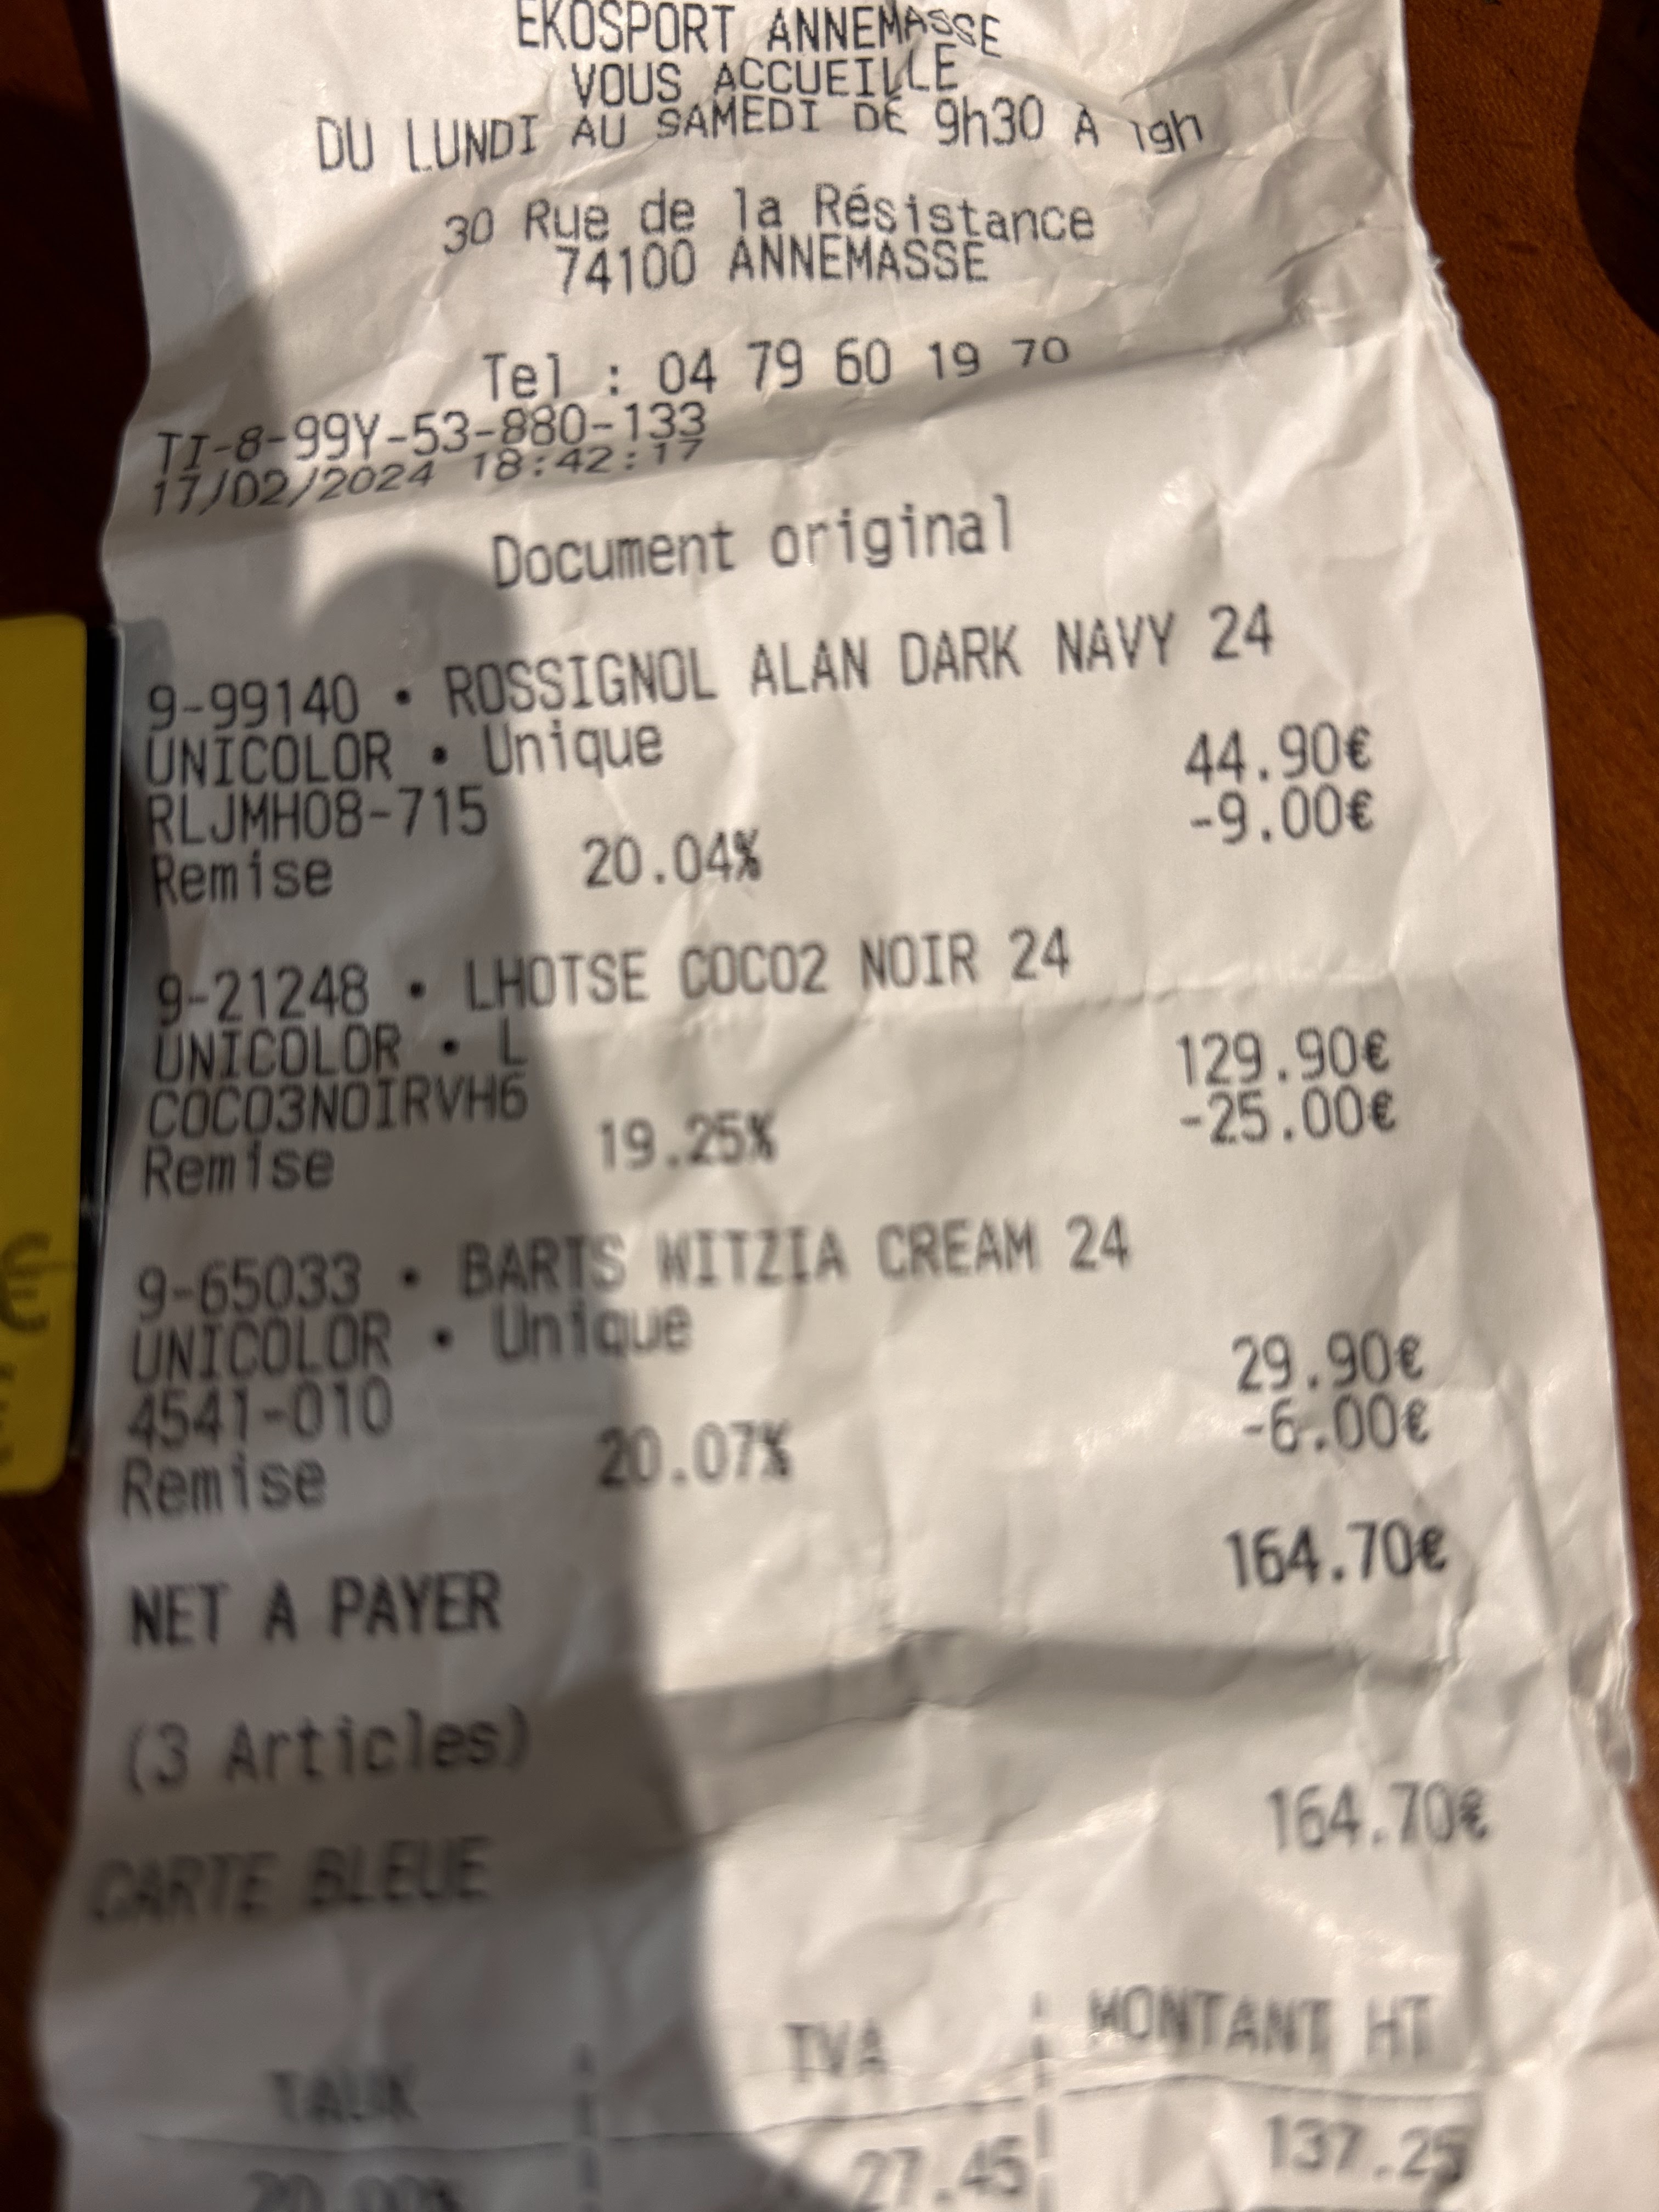 EKOSPORT ANNEMASSE
VOUS ACCUEILLE
DU LUNDI AU SAMEDI DE 9h30 A 19h
30 Rue de la Résistance
74100 ANNEMASSE
Tel : 04 79 60 19 70
TI-8-99Y-53-880-133
17/02/2024 18:42:17
Document original
9-99140 • ROSSIGNOL ALAN DARK NAVY 24
UNICOLOR • Unique
RLJMH08-715 44.90€
Remise 20.04% -9.00€
9-21248 • LHOTSE COCO2 NOIR 24
UNICOLOR • L
COCO3NOIRVH6 129.90€
Remise 19.25% -25.00€
9-65033 • BARTS WITZIA CREAM 24
UNICOLOR • Unique
4541-010 29.90€
Remise 20.07% -6.00€
NET A PAYER 164.70€
(3 Articles)
CARTE BLEUE 164.70€
TAUX TVA MONTANT HT
20.00% 27.45 137.25
€